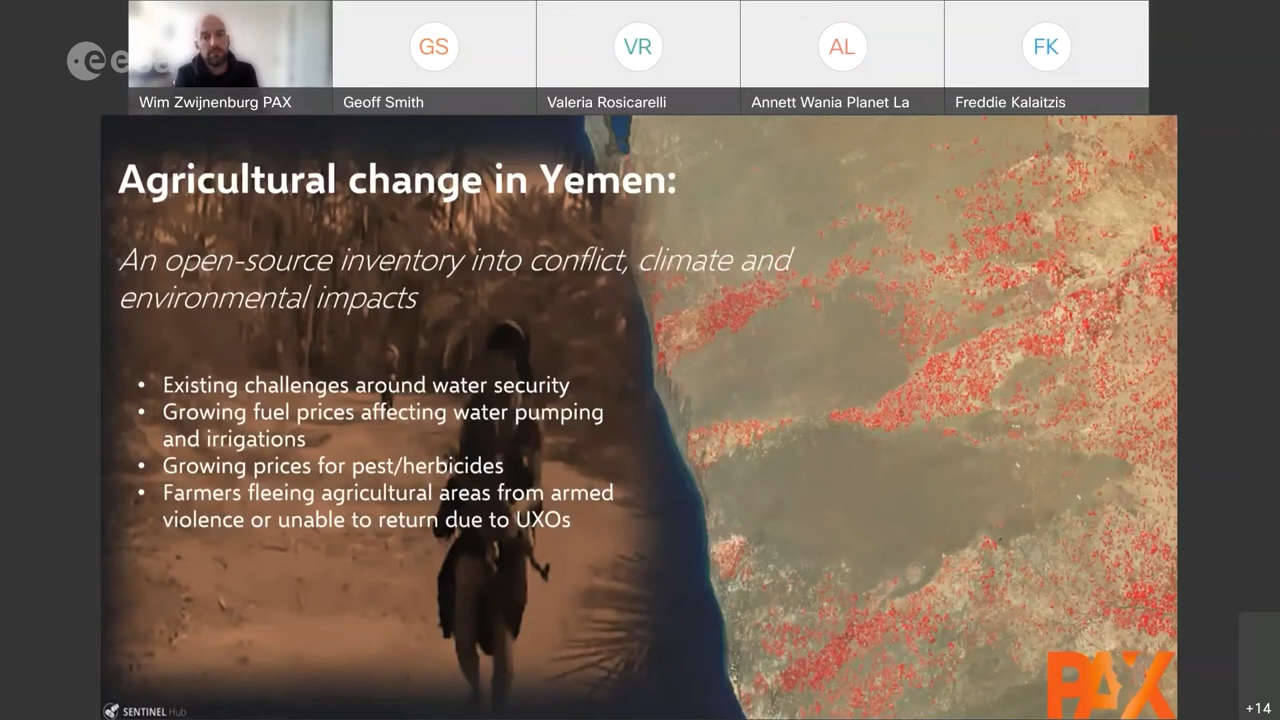 esa
GS
VR
AL
FK
Wim Zwijnenburg PAX
Geoff Smith
Valeria Rosicarelli
Annett Wania Planet La
Freddie Kalaitzis
Agricultural change in Yemen:
An open-source inventory into conflict, climate and
environmental impacts
• Existing challenges around water security
• Growing fuel prices affecting water pumping
and irrigations
• Growing prices for pest/herbicides
• Farmers fleeing agricultural areas from armed
violence or unable to return due to UXOs
PAX
SENTINEL Hub
+14